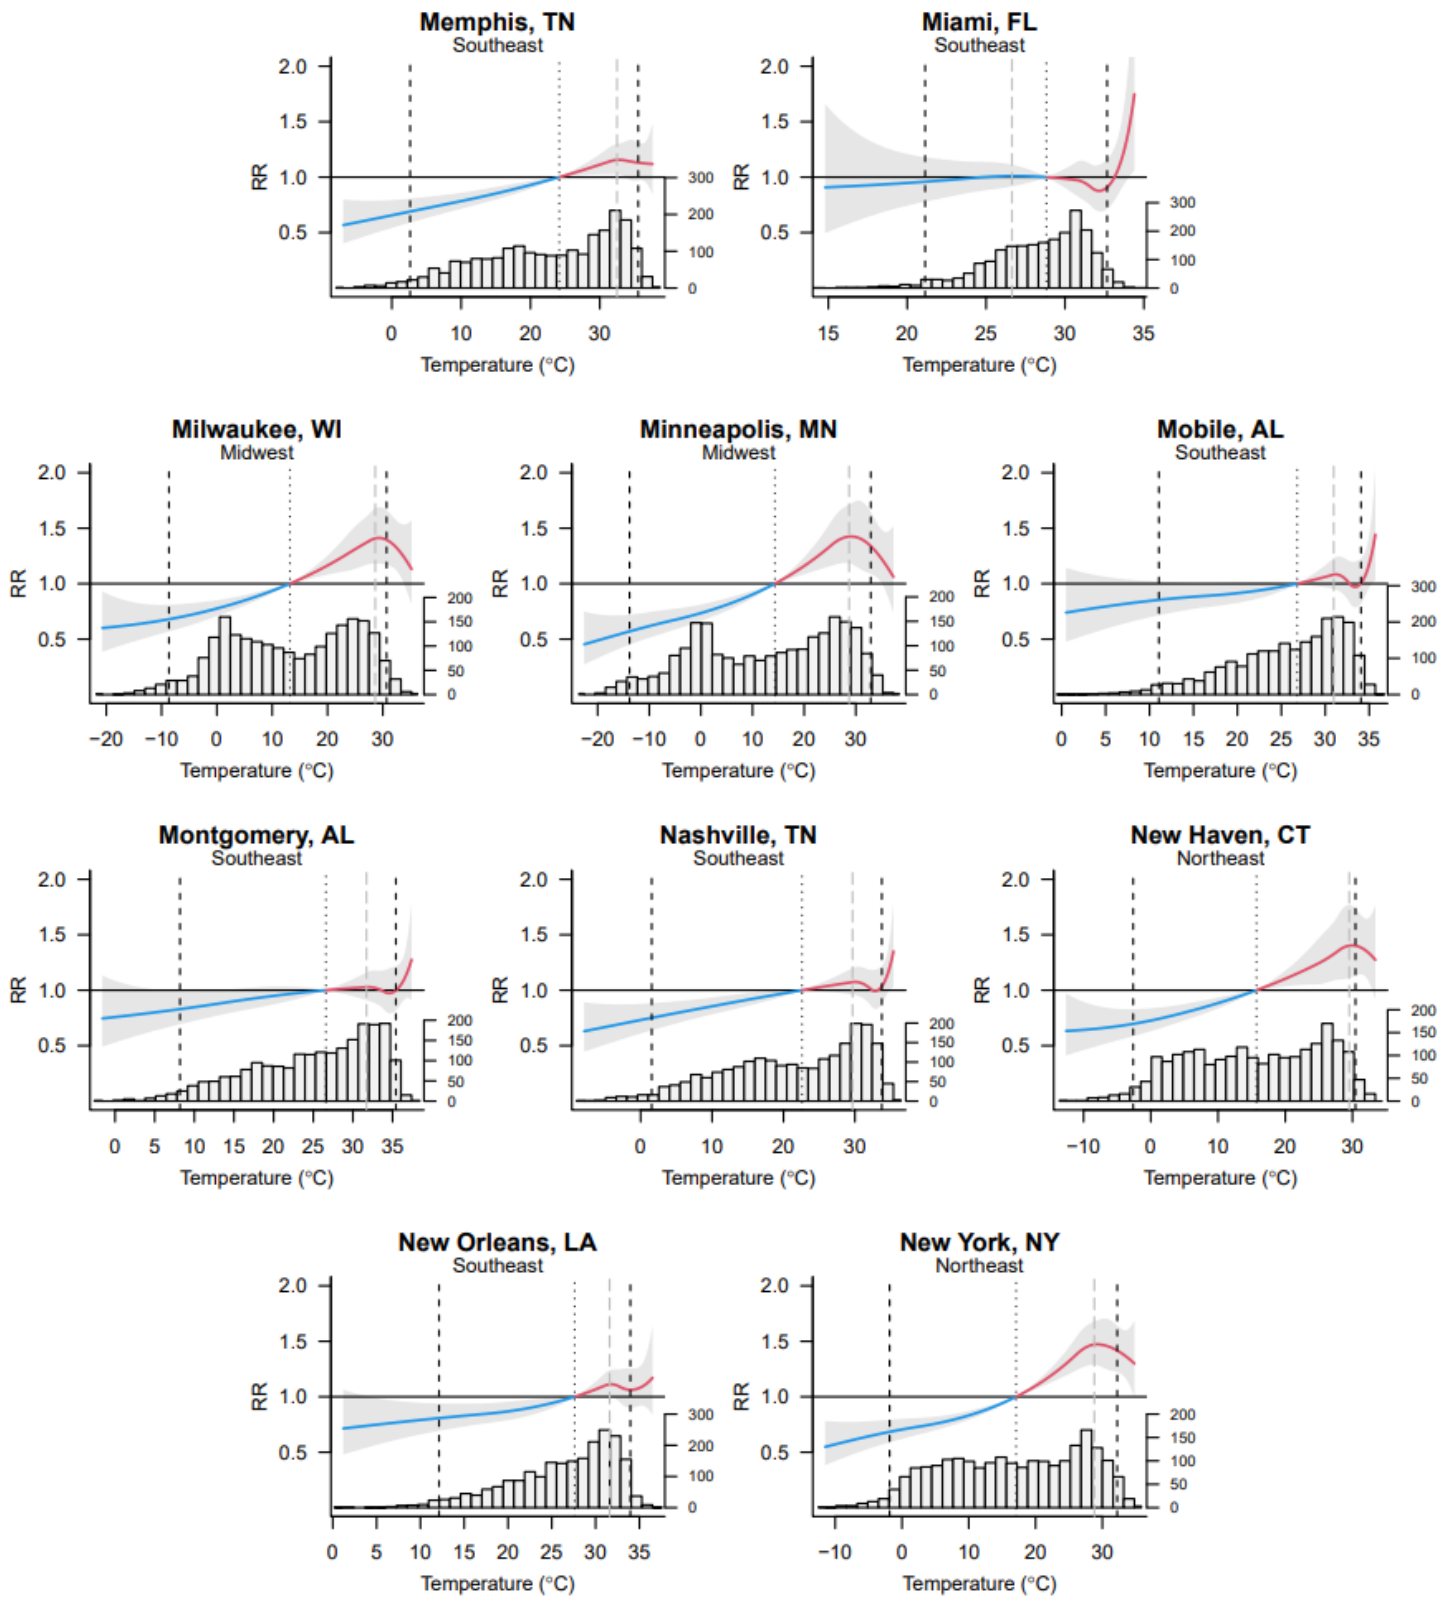 Memphis, TN
Southeast
RR
2.0
1.5
1.0
0.5
300
200
100
0
0 10 20 30
Temperature (°C)
Miami, FL
Southeast
RR
2.0
1.5
1.0
0.5
300
200
100
0
15 20 25 30 35
Temperature (°C)
Milwaukee, WI
Midwest
RR
2.0
1.5
1.0
0.5
200
150
100
50
0
−20 −10 0 10 20 30
Temperature (°C)
Minneapolis, MN
Midwest
RR
2.0
1.5
1.0
0.5
200
150
100
50
0
−20 −10 0 10 20 30
Temperature (°C)
Mobile, AL
Southeast
RR
2.0
1.5
1.0
0.5
300
200
100
0
0 5 10 15 20 25 30 35
Temperature (°C)
Montgomery, AL
Southeast
RR
2.0
1.5
1.0
0.5
200
150
100
50
0
0 5 10 15 20 25 30 35
Temperature (°C)
Nashville, TN
Southeast
RR
2.0
1.5
1.0
0.5
200
150
100
50
0
0 10 20 30
Temperature (°C)
New Haven, CT
Northeast
RR
2.0
1.5
1.0
0.5
200
150
100
50
0
−10 0 10 20 30
Temperature (°C)
New Orleans, LA
Southeast
RR
2.0
1.5
1.0
0.5
300
200
100
0
0 5 10 15 20 25 30 35
Temperature (°C)
New York, NY
Northeast
RR
2.0
1.5
1.0
0.5
200
150
100
50
0
−10 0 10 20 30
Temperature (°C)